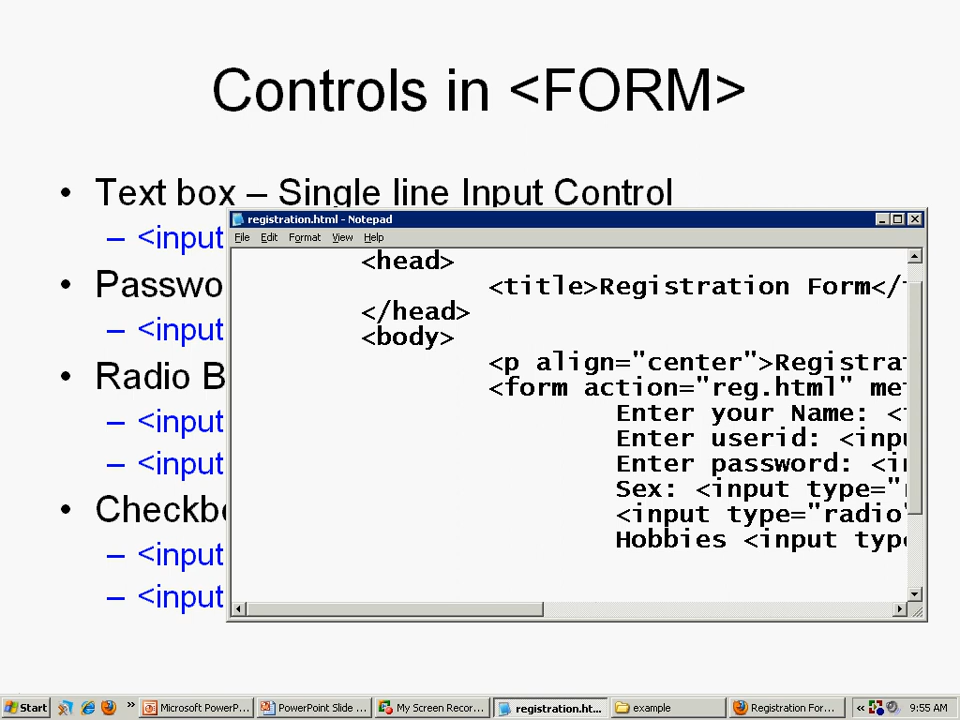 Controls in <FORM>
• Text box – Single line Input Control
– <input
• Passwo
– <input
• Radio B
– <input
– <input
• Checkb
– <input
– <input
registration.html - Notepad
File Edit Format View Help
<head>
<title>Registration Form</
</head>
<body>
<p align="center">Registra
<form action="reg.html" me
Enter your Name: <
Enter userid: <inpu
Enter password: <i
Sex: <input type="
<input type="radio"
Hobbies <input typ
Start
»
Microsoft PowerP...
PowerPoint Slide ...
My Screen Recor...
registration.ht...
example
Registration For...
«
9:55 AM